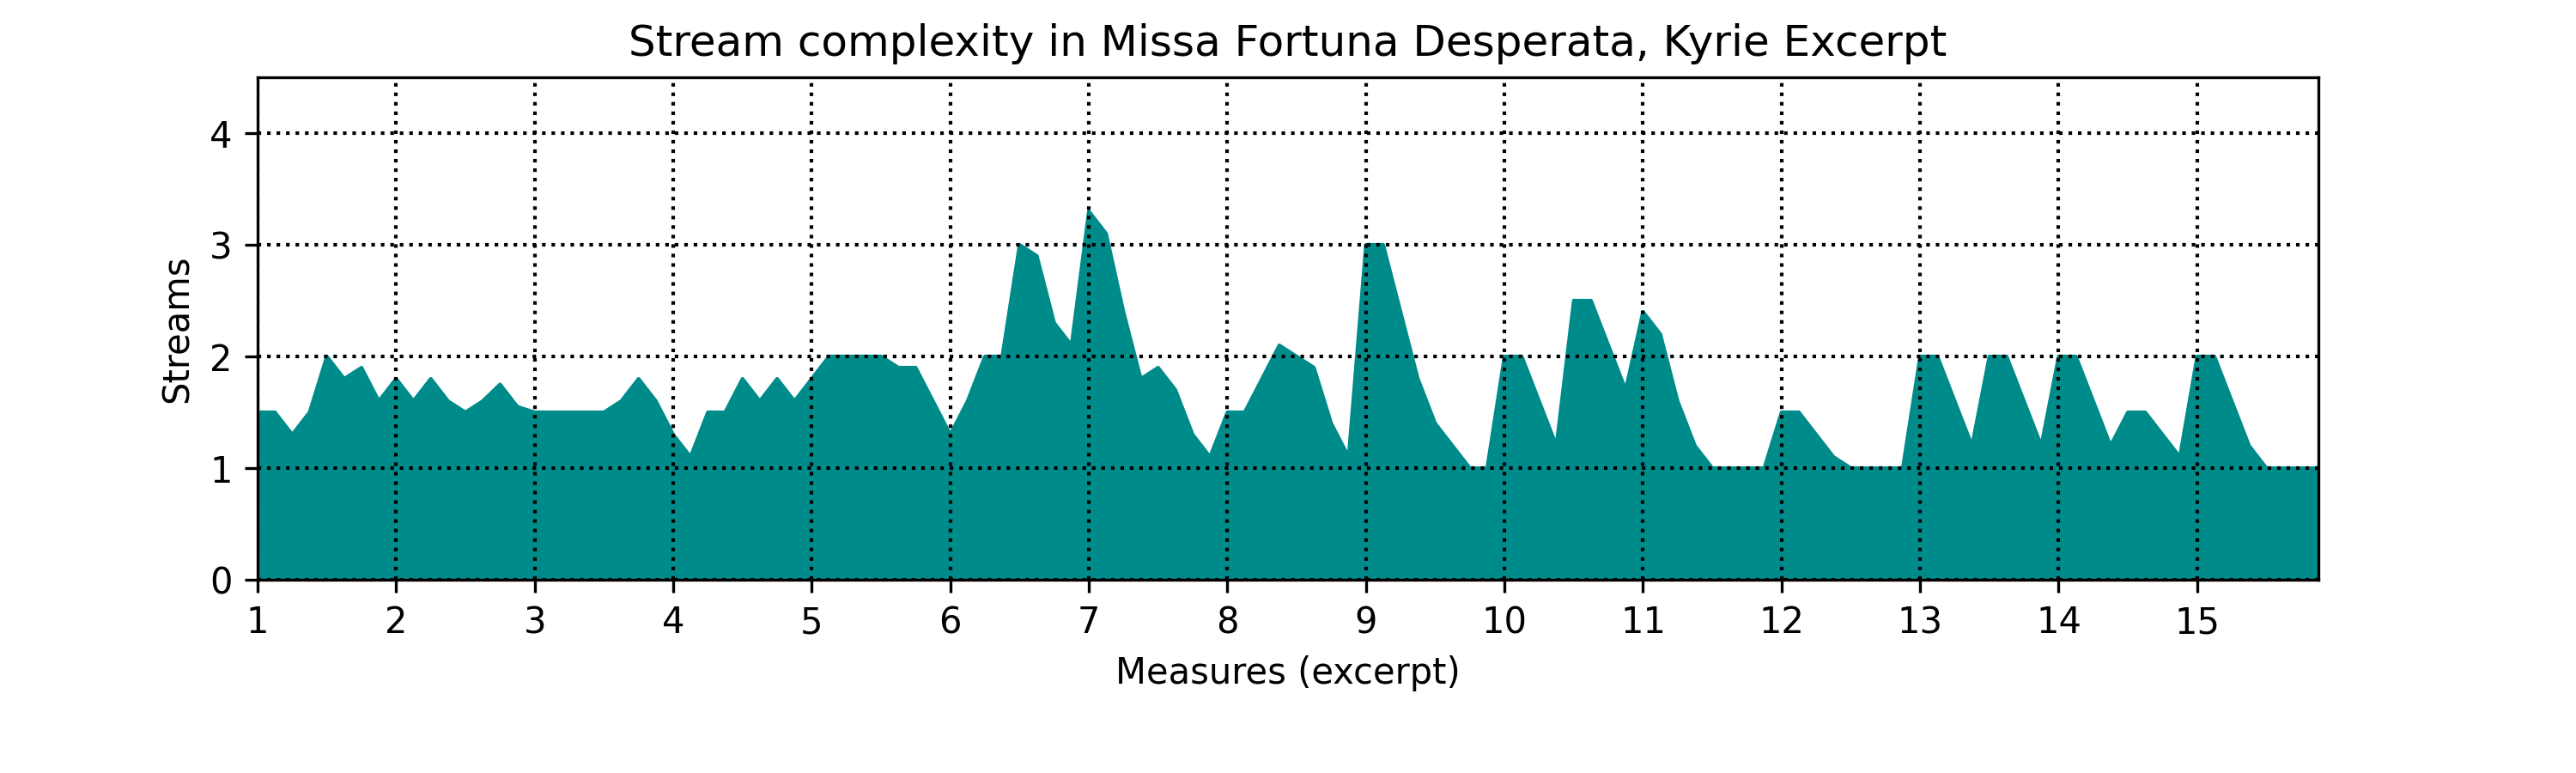 Stream complexity in Missa Fortuna Desperata, Kyrie Excerpt
Streams
4
3
2
1
0
1 2 3 4 5 6 7 8 9 10 11 12 13 14 15
Measures (excerpt)